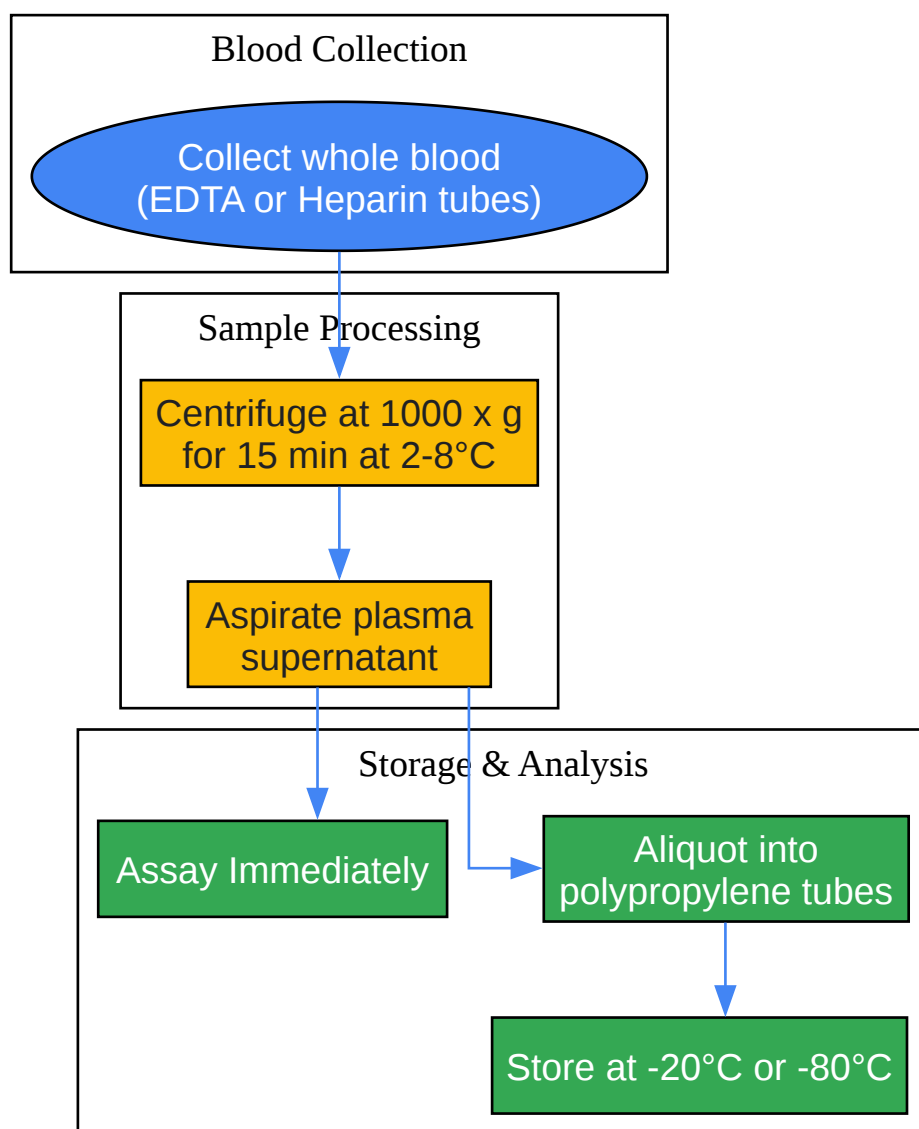 Blood Collection
Collect whole blood
(EDTA or Heparin tubes)
Sample Processing
Centrifuge at 1000 x g
for 15 min at 2-8°C
Aspirate plasma
supernatant
Storage & Analysis
Assay Immediately
Aliquot into
polypropylene tubes
Store at -20°C or -80°C